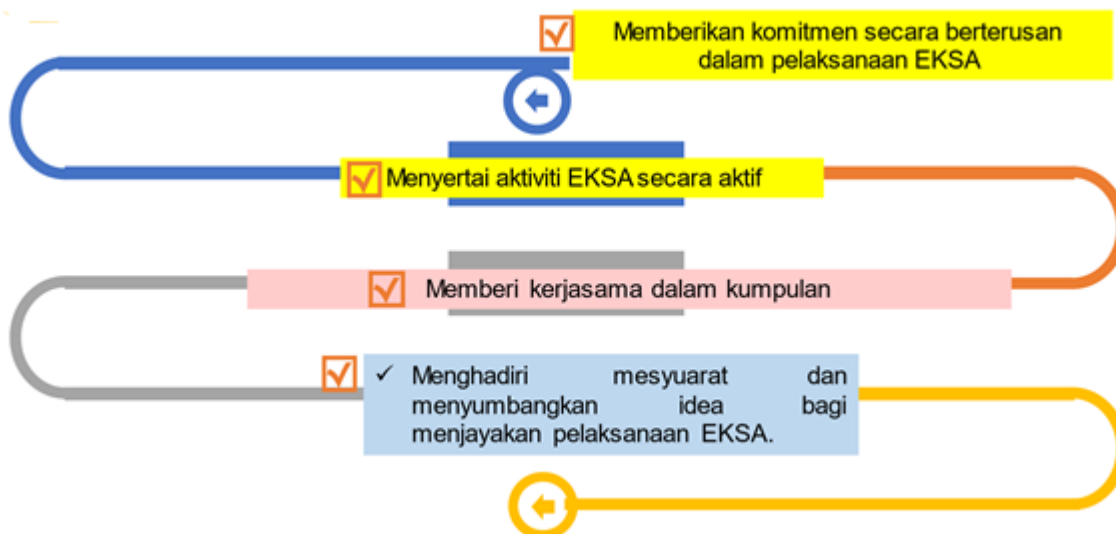 Memberikan komitmen secara berterusan
dalam pelaksanaan EKSA
Menyertai aktiviti EKSA secara aktif
Memberi kerjasama dalam kumpulan
✓ Menghadiri mesyuarat dan
menyumbangkan idea bagi
menjayakan pelaksanaan EKSA.